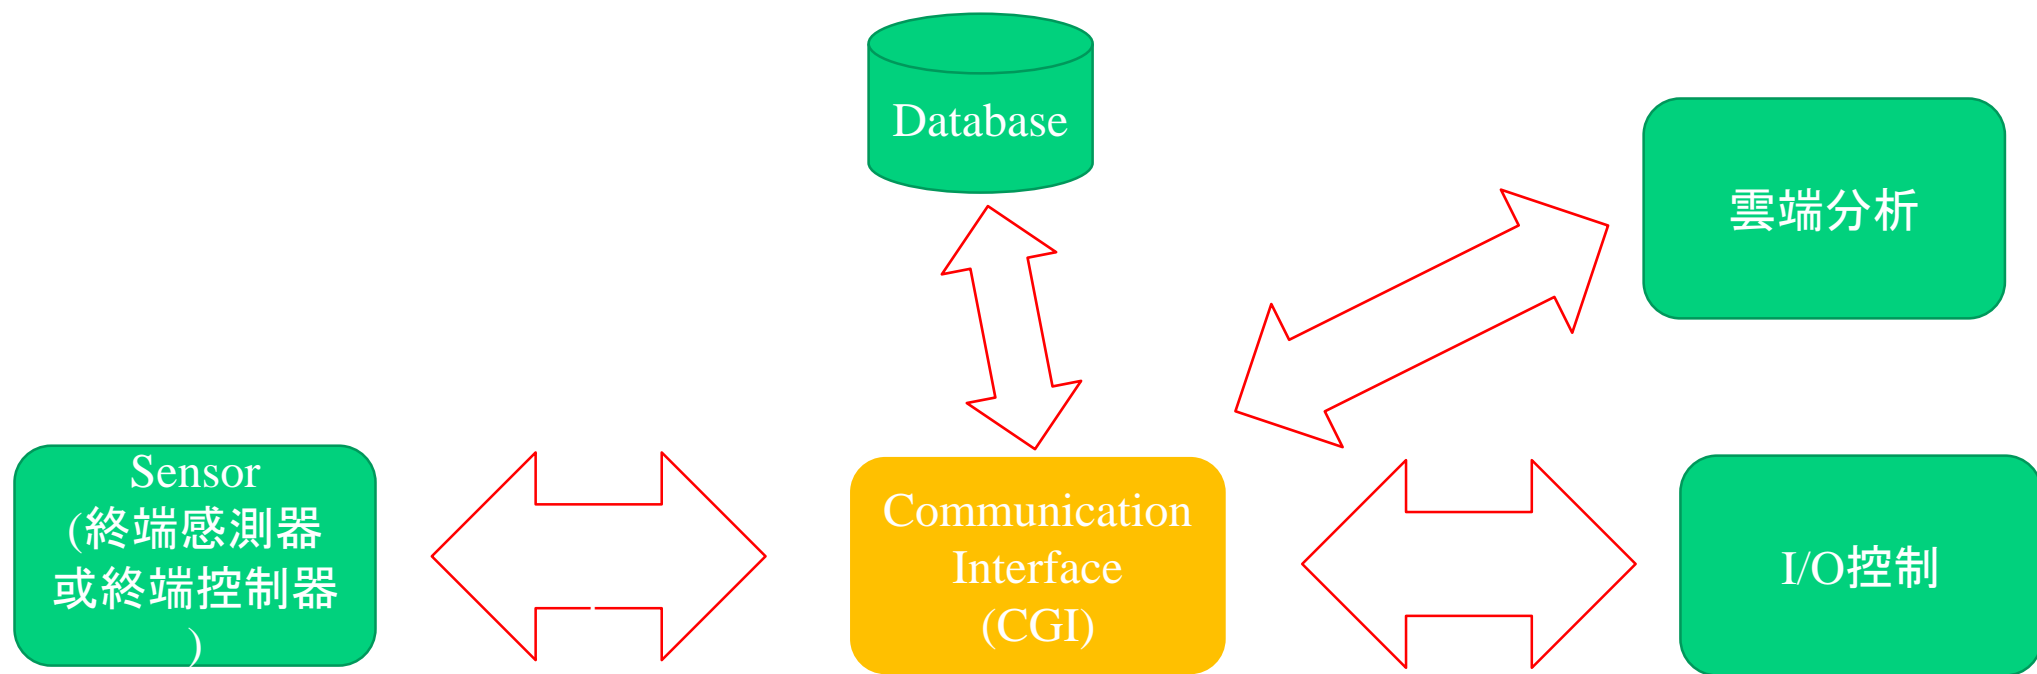 Database
雲端分析
Sensor
(終端感測器
或終端控制器
)
Communication
Interface
(CGI)
I/O控制